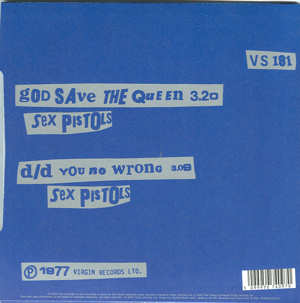 VS 181
gOD SAve THE QueeN 3.20
Sex PiSTOlS
d/d YOU NO wrONg 3.09
Sex PiSTOlS
℗ 1977 VIRGIN RECORDS LTD.